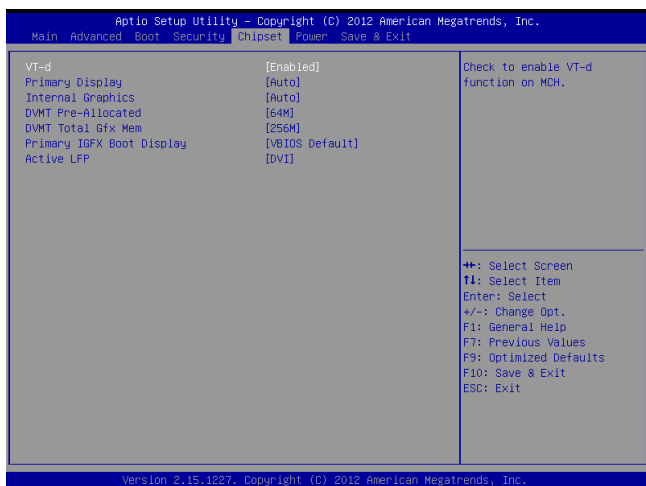 Aptio Setup Utility – Copyright (C) 2012 American Megatrends, Inc.
Main Advanced Boot Security Chipset Power Save & Exit
VT-d [Enabled]
Primary Display [Auto]
Internal Graphics [Auto]
DVMT Pre-Allocated [64M]
DVMT Total Gfx Mem [256M]
Primary IGFX Boot Display [VBIOS Default]
Active LFP [DVI]
Check to enable VT-d
function on MCH.
→←: Select Screen
↑↓: Select Item
Enter: Select
+/-: Change Opt.
F1: General Help
F7: Previous Values
F9: Optimized Defaults
F10: Save & Exit
ESC: Exit
Version 2.15.1227. Copyright (C) 2012 American Megatrends, Inc.